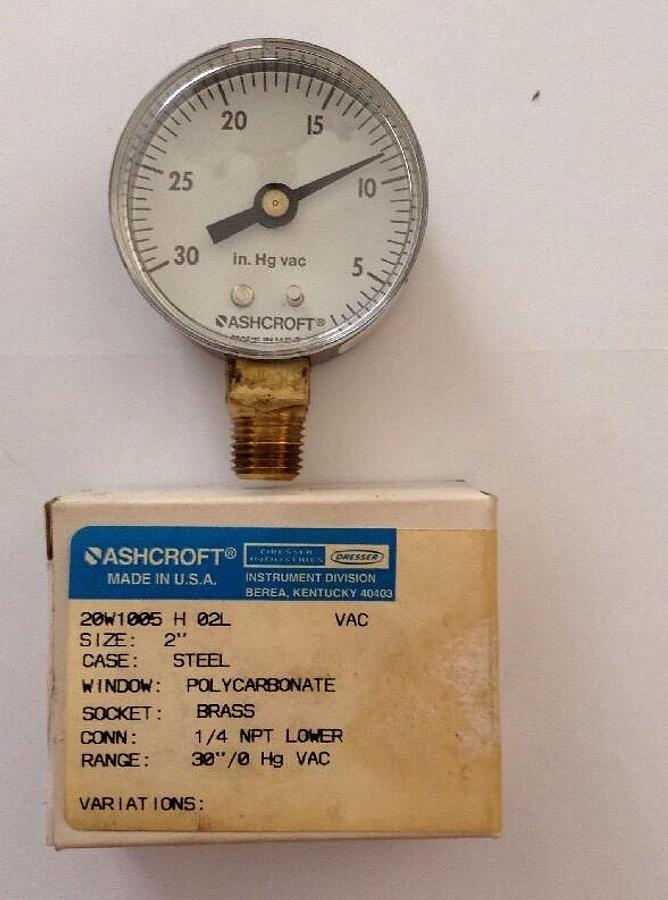 20 15
25 10
30 in. Hg vac 5
ASHCROFT®
ASHCROFT® DRESSER INDUSTRIES DRESSER
MADE IN U.S.A. INSTRUMENT DIVISION
BEREA, KENTUCKY 40403
20W1005 H 02L VAC
SIZE: 2"
CASE: STEEL
WINDOW: POLYCARBONATE
SOCKET: BRASS
CONN: 1/4 NPT LOWER
RANGE: 30"/0 Hg VAC
VARIATIONS: